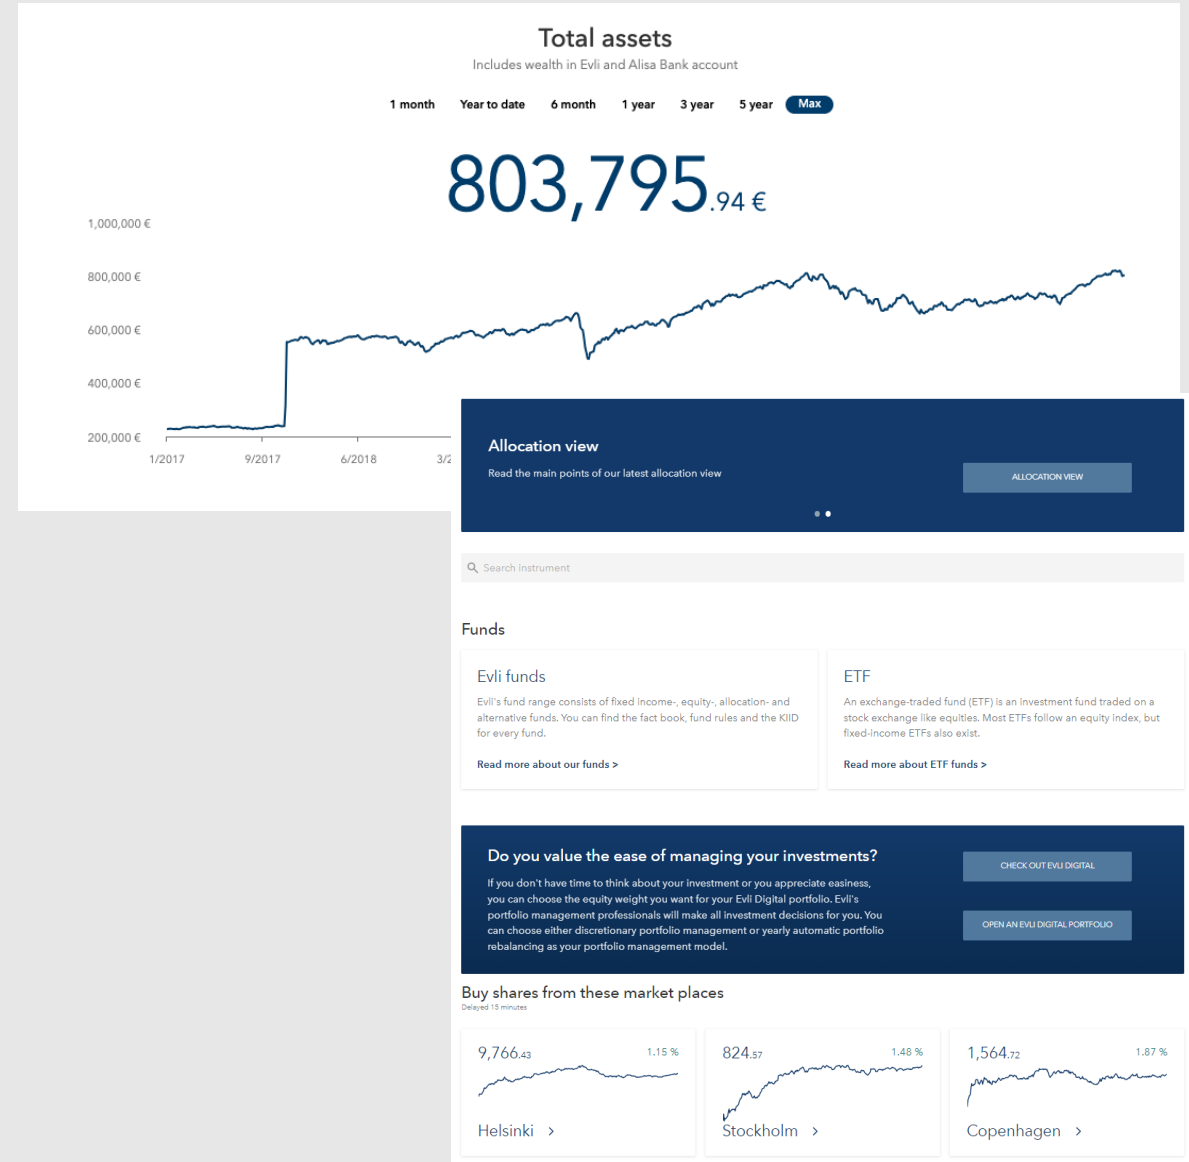 Total assets
Includes wealth in Evli and Alisa Bank account
1 month Year to date 6 month 1 year 3 year 5 year Max
803,795.94 €
1,000,000 €
800,000 €
600,000 €
400,000 €
200,000 €
1/2017 9/2017 6/2018 3/2
Allocation view
Read the main points of our latest allocation view
ALLOCATION VIEW
Search Instrument
Funds
Evli funds
Evli's fund range consists of fixed income-, equity-, allocation- and
alternative funds. You can find the fact book, fund rules and the KIID
for every fund.
Read more about our funds >
ETF
An exchange-traded fund (ETF) is an investment fund traded on a
stock exchange like equities. Most ETFs follow an equity index, but
fixed-income ETFs also exist.
Read more about ETF funds >
Do you value the ease of managing your investments?
If you don't have time to think about your investment or you appreciate easiness,
you can choose the equity weight you want for your Evli Digital portfolio. Evli's
portfolio management professionals will make all investment decisions for you. You
can choose either discretionary portfolio management or yearly automatic portfolio
rebalancing as your portfolio management model.
CHECK OUT EVLI DIGITAL
OPEN AN EVLI DIGITAL PORTFOLIO
Buy shares from these market places
Delayed 15 minutes
9,766.43 1.15 %
Helsinki >
824.57 1.48 %
Stockholm >
1,564.72 1.87 %
Copenhagen >